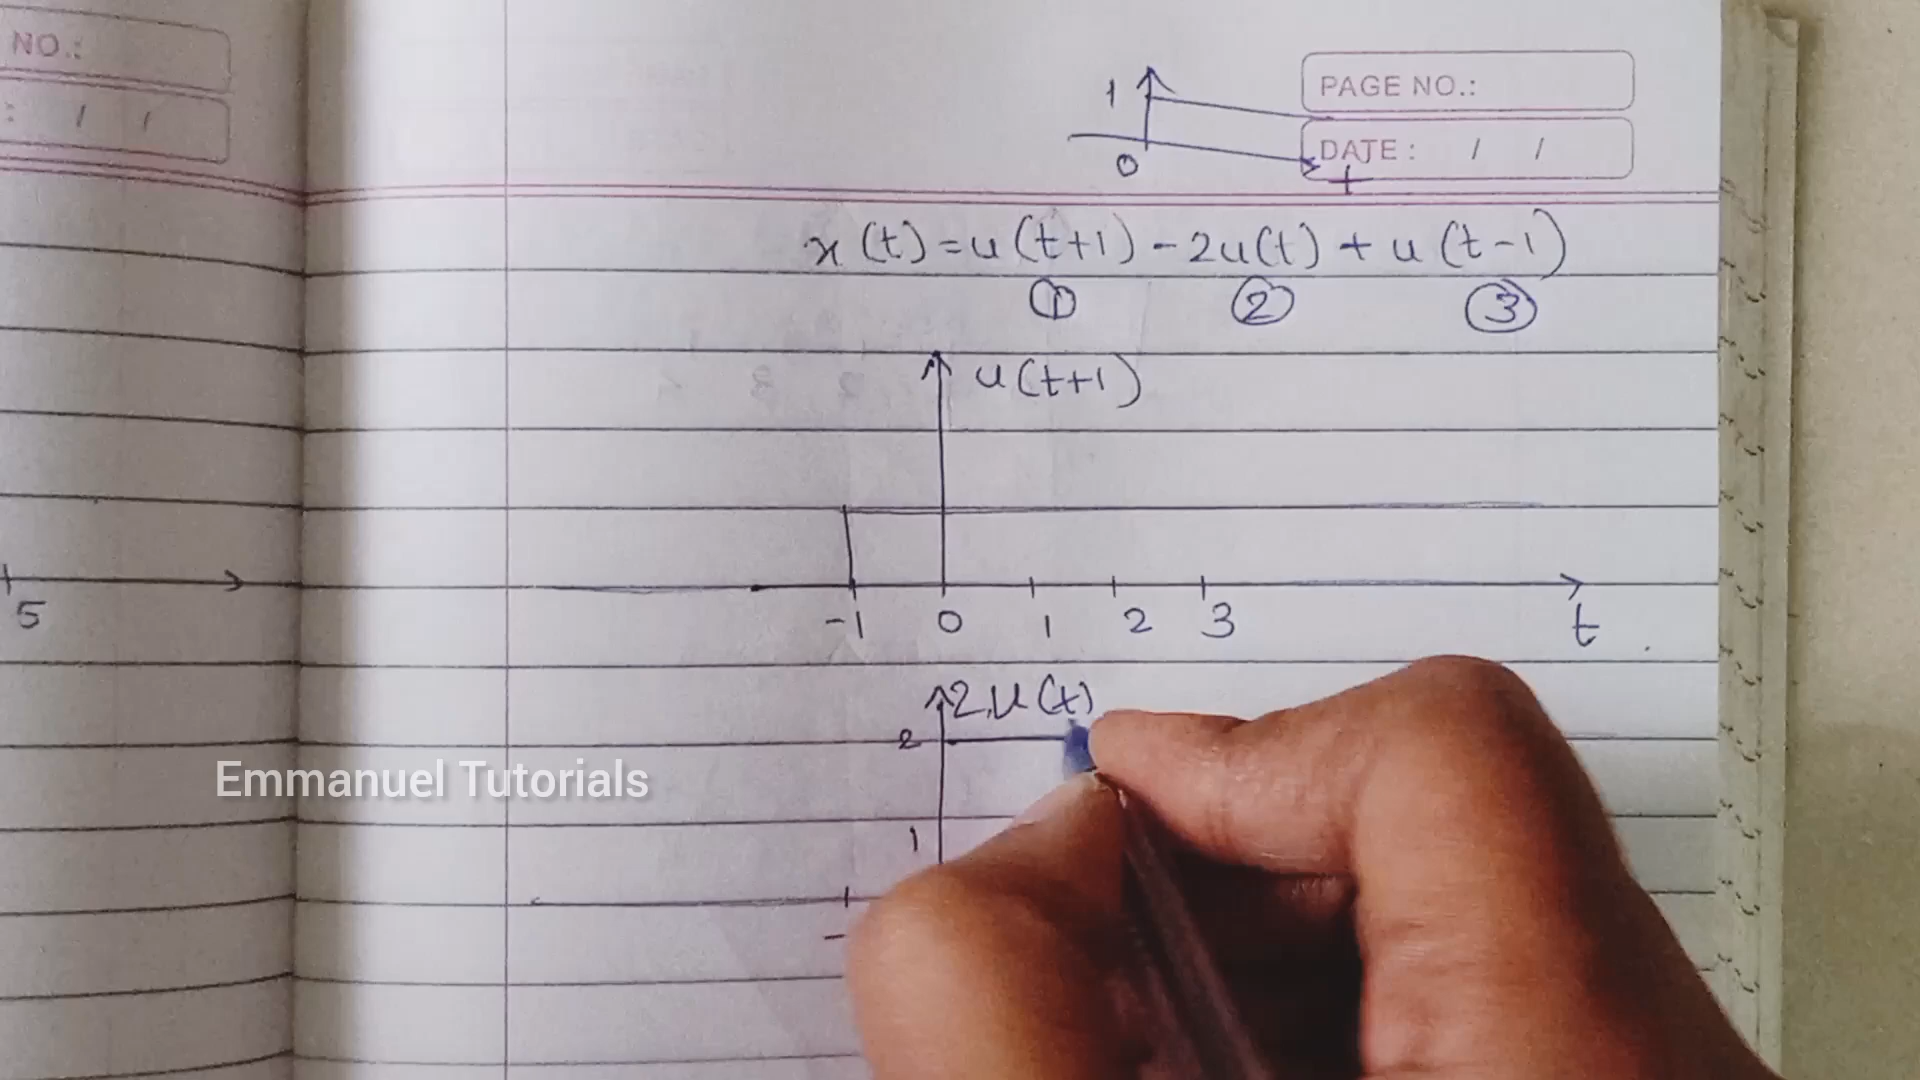 NO.:
: / /
5
1
0
t
PAGE NO.:
DATE : / /
x(t) = u(t+1) - 2u(t) + u(t-1)
① ② ③
u(t+1)
-1 0 1 2 3 t
2u(t)
2
1
-
Emmanuel Tutorials